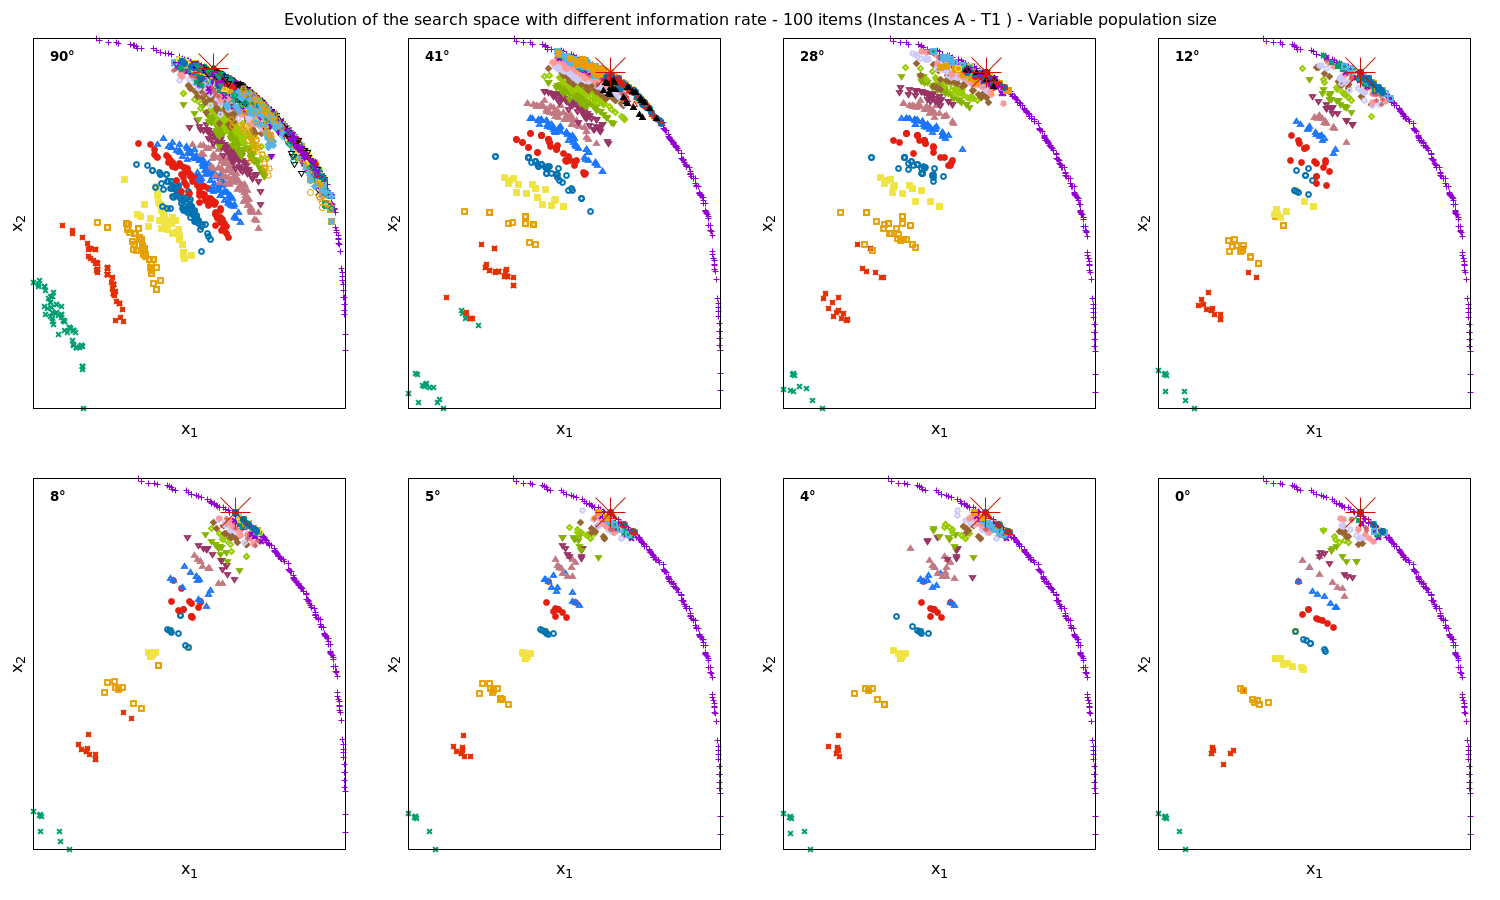 Evolution of the search space with different information rate - 100 items (Instances A - T1 ) - Variable population size
90°
41°
28°
12°
x₂
x₂
x₂
x₂
x₁
x₁
x₁
x₁
8°
5°
4°
0°
x₂
x₂
x₂
x₂
x₁
x₁
x₁
x₁